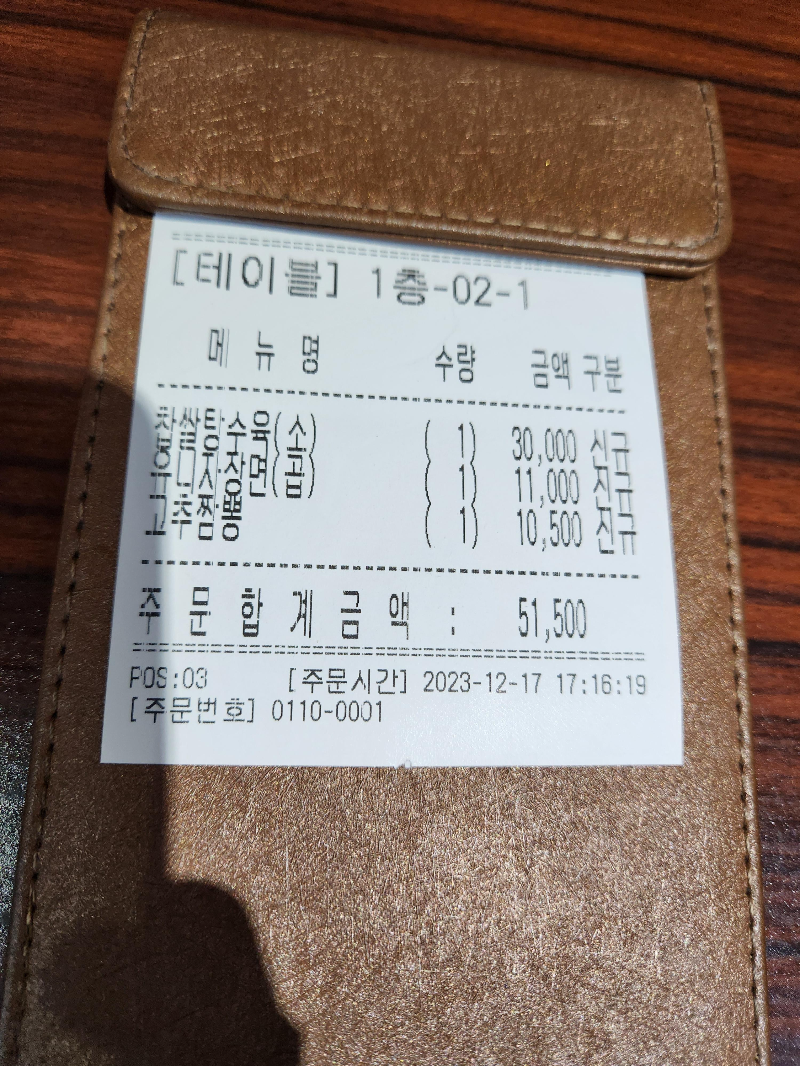 [테이블] 1층-02-1
메 뉴 명 수량 금액 구분
찹쌀탕수육(소) ( 1) 30,000 신규
유니자장면(곱) ( 1) 11,000 신규
고추짬뽕 ( 1) 10,500 신규
주 문 합 계 금 액 : 51,500
POS:03 [주문시간] 2023-12-17 17:16:19
[주문번호] 0110-0001